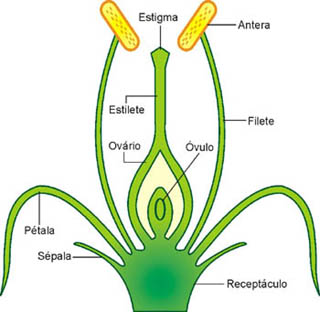 Estigma
Antera
Estilete
Filete
Ovário
Óvulo
Pétala
Sépala
Receptáculo